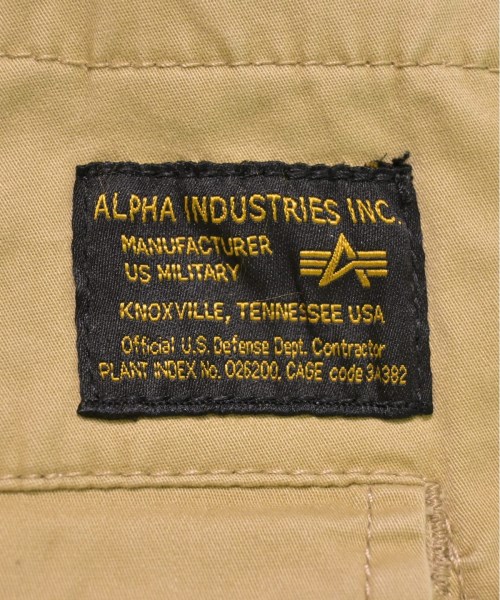 ALPHA INDUSTRIES INC.
MANUFACTURER
US MILITARY
KNOXVILLE, TENNESSEE USA
Official U.S. Defense Dept. Contractor
PLANT INDEX No. 026200, CAGE code 3A382